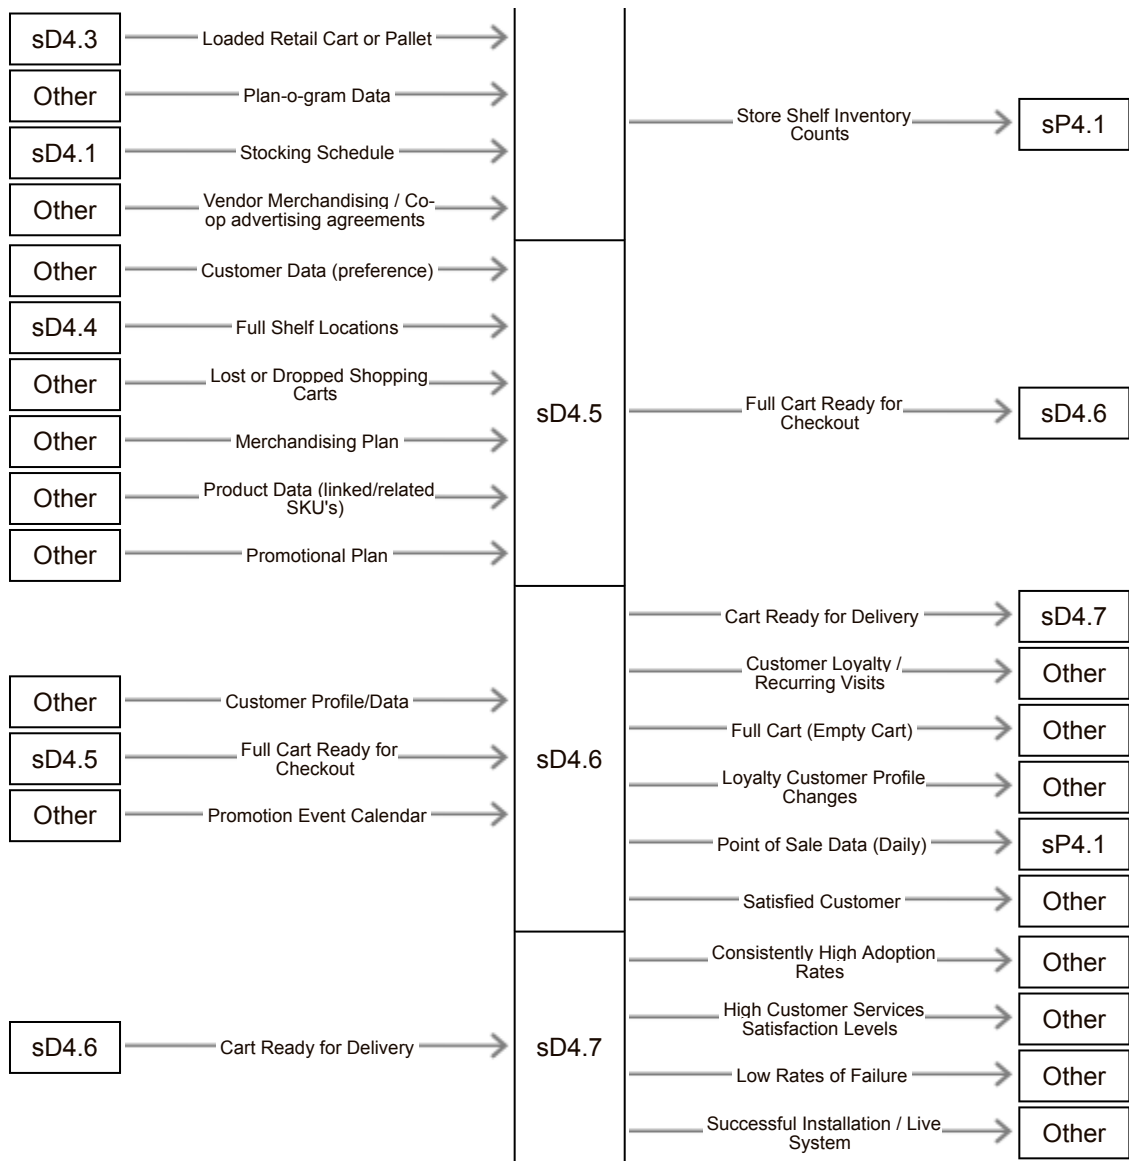 sD4.3
Loaded Retail Cart or Pallet
Other
Plan-o-gram Data
sD4.1
Stocking Schedule
Other
Vendor Merchandising / Co-
op advertising agreements
Store Shelf Inventory
Counts
sP4.1
Other
Customer Data (preference)
sD4.4
Full Shelf Locations
Other
Lost or Dropped Shopping
Carts
Other
Merchandising Plan
Other
Product Data (linked/related
SKU's)
Other
Promotional Plan
sD4.5
Full Cart Ready for
Checkout
sD4.6
Other
Customer Profile/Data
sD4.5
Full Cart Ready for
Checkout
Other
Promotion Event Calendar
sD4.6
Cart Ready for Delivery
sD4.7
Customer Loyalty /
Recurring Visits
Other
Full Cart (Empty Cart)
Other
Loyalty Customer Profile
Changes
Other
Point of Sale Data (Daily)
sP4.1
Satisfied Customer
Other
sD4.6
Cart Ready for Delivery
sD4.7
Consistently High Adoption
Rates
Other
High Customer Services
Satisfaction Levels
Other
Low Rates of Failure
Other
Successful Installation / Live
System
Other